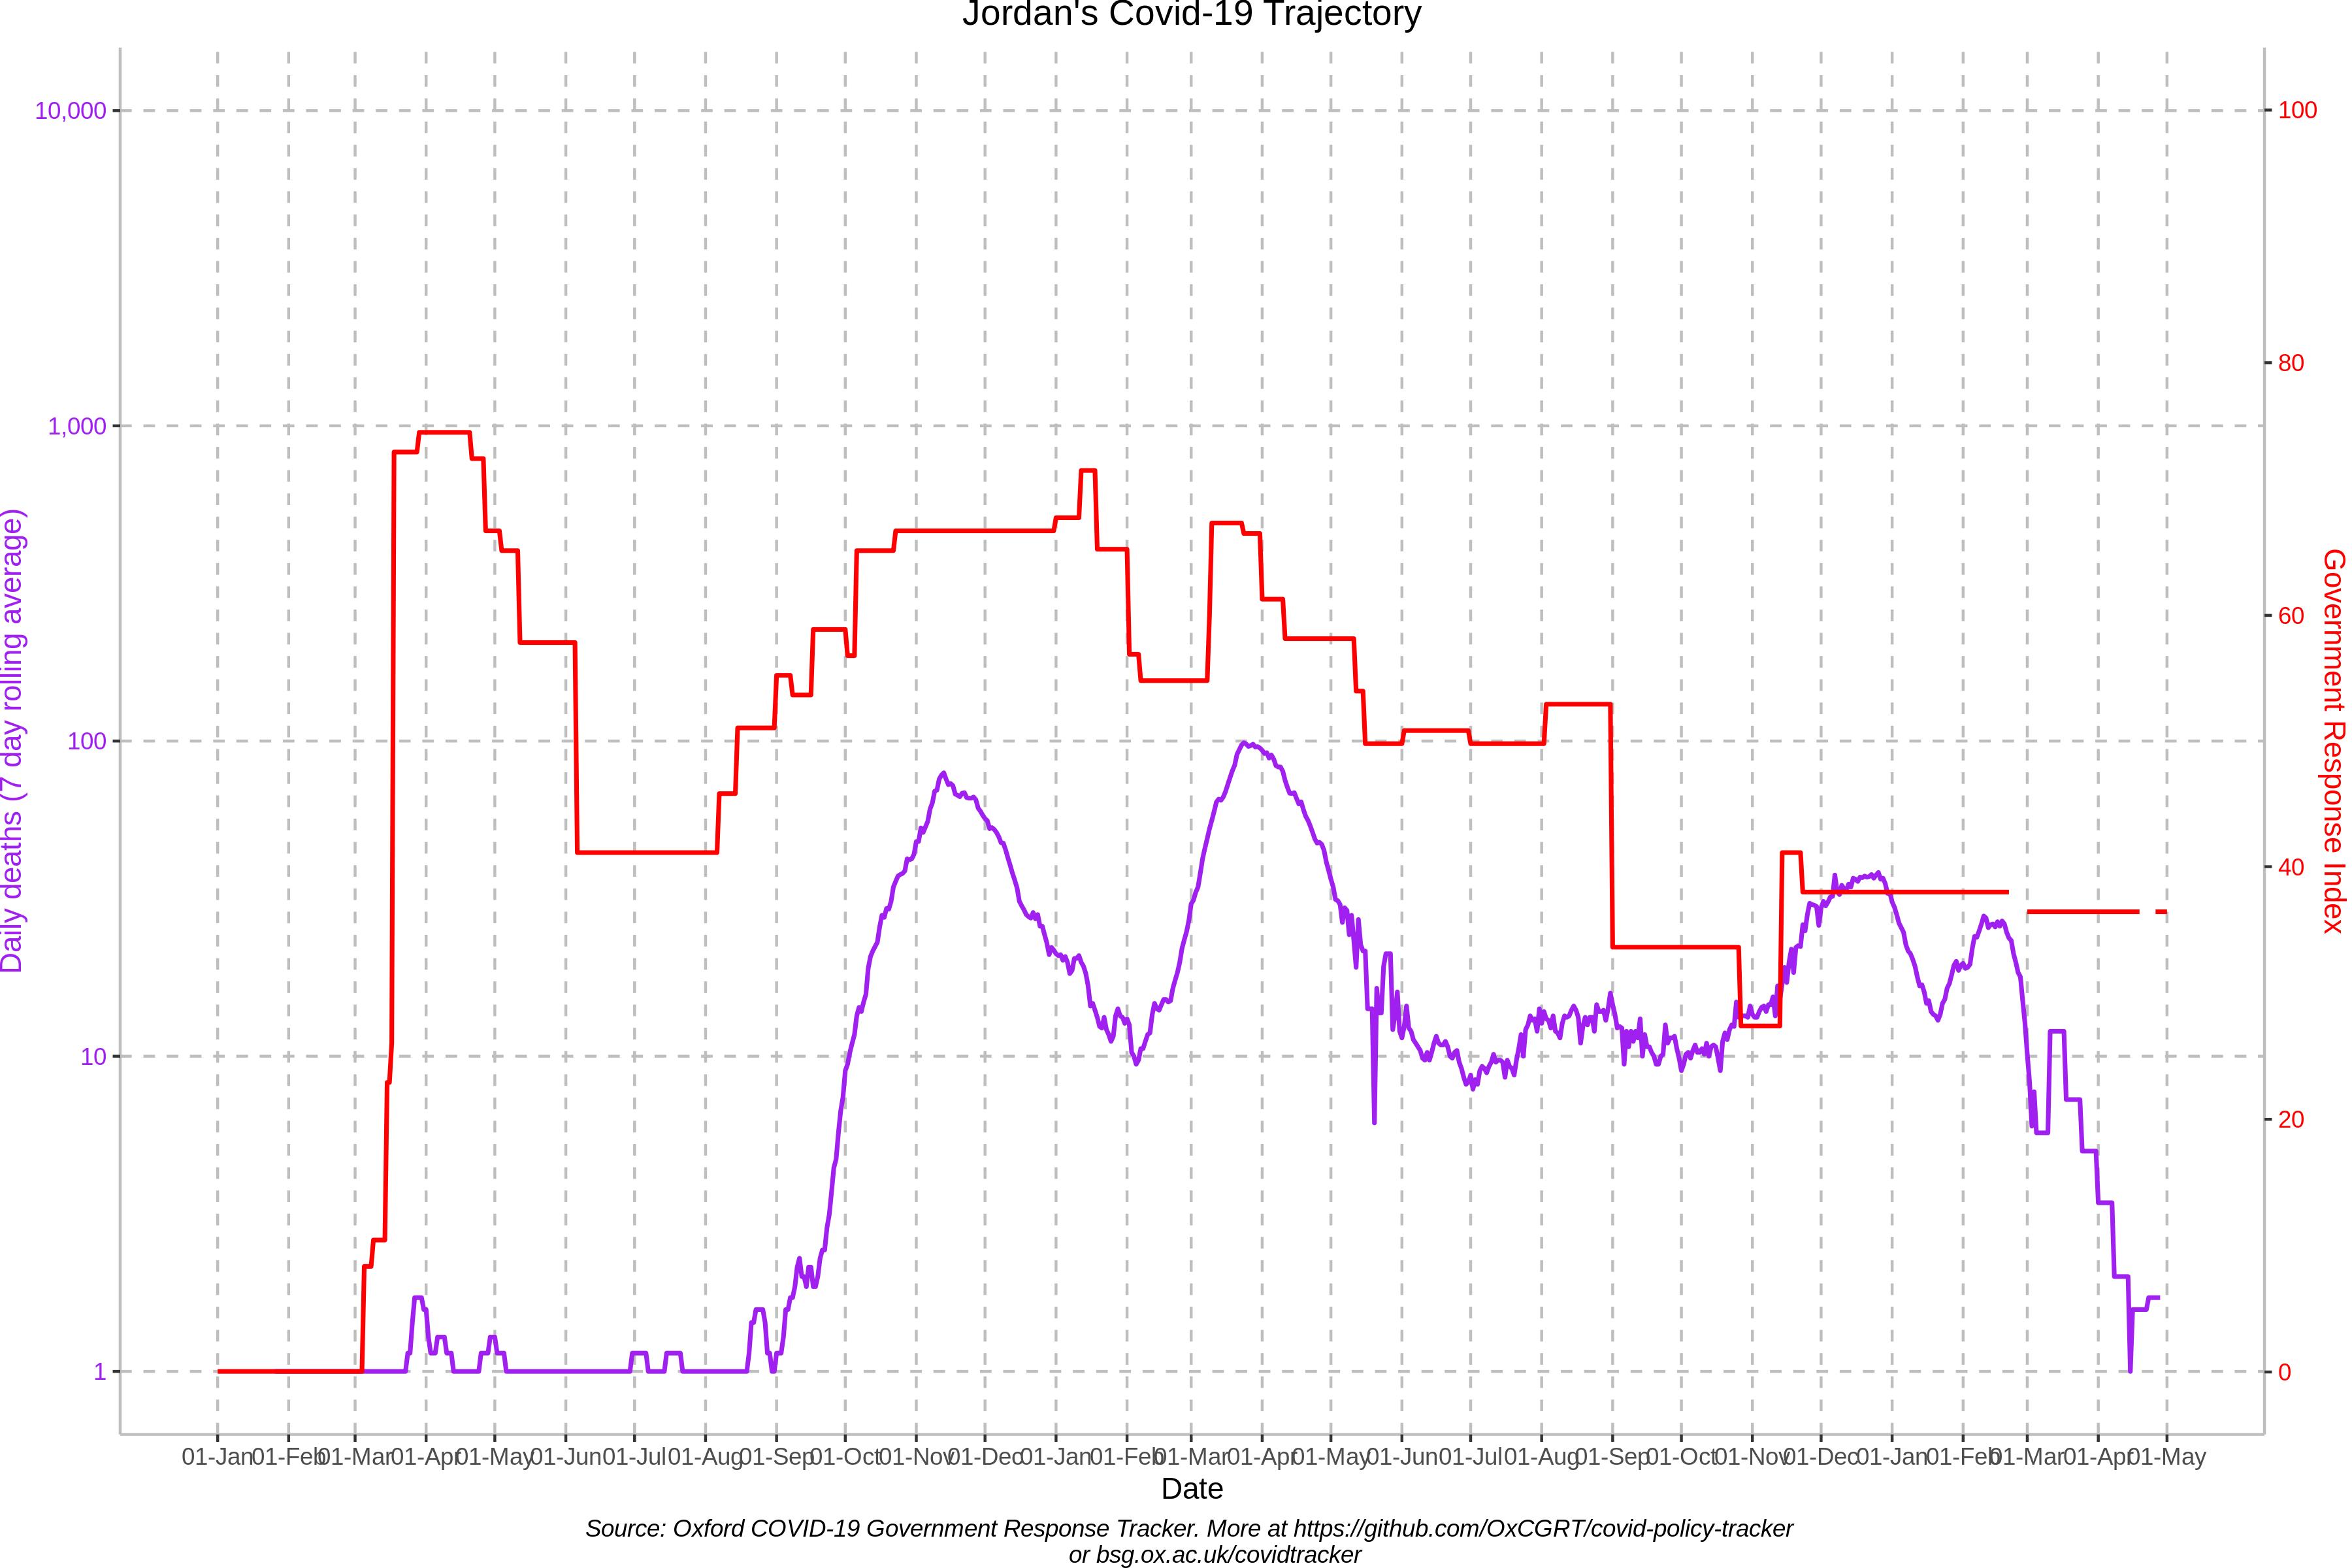 Jordan's Covid-19 Trajectory
10,000
1,000
100
10
1
Daily deaths (7 day rolling average)
100
80
60
40
20
0
Government Response Index
01-Jan 01-Feb 01-Mar 01-Apr 01-May 01-Jun 01-Jul 01-Aug 01-Sep 01-Oct 01-Nov 01-Dec 01-Jan 01-Feb 01-Mar 01-Apr 01-May 01-Jun 01-Jul 01-Aug 01-Sep 01-Oct 01-Nov 01-Dec 01-Jan 01-Feb 01-Mar 01-Apr 01-May
Date
Source: Oxford COVID-19 Government Response Tracker. More at https://github.com/OxCGRT/covid-policy-tracker
or bsg.ox.ac.uk/covidtracker